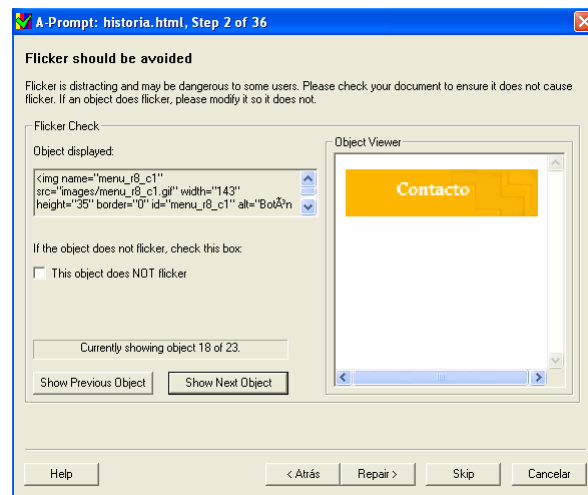 A-Prompt: historia.html, Step 2 of 36
Flicker should be avoided
Flicker is distracting and may be dangerous to some users. Please check your document to ensure it does not cause
flicker. If an object does flicker, please modify it so it does not.
Flicker Check
Object displayed:
<img name="menu_r8_c1"
src="images/menu_r8_c1.gif" width="143"
height="35" border="0" id="menu_r8_c1" alt="BotÃ³n
If the object does not flicker, check this box:
This object does NOT flicker
Currently showing object 18 of 23.
Show Previous Object
Show Next Object
Object Viewer
Contacto
Help
< Atrás
Repair >
Skip
Cancelar